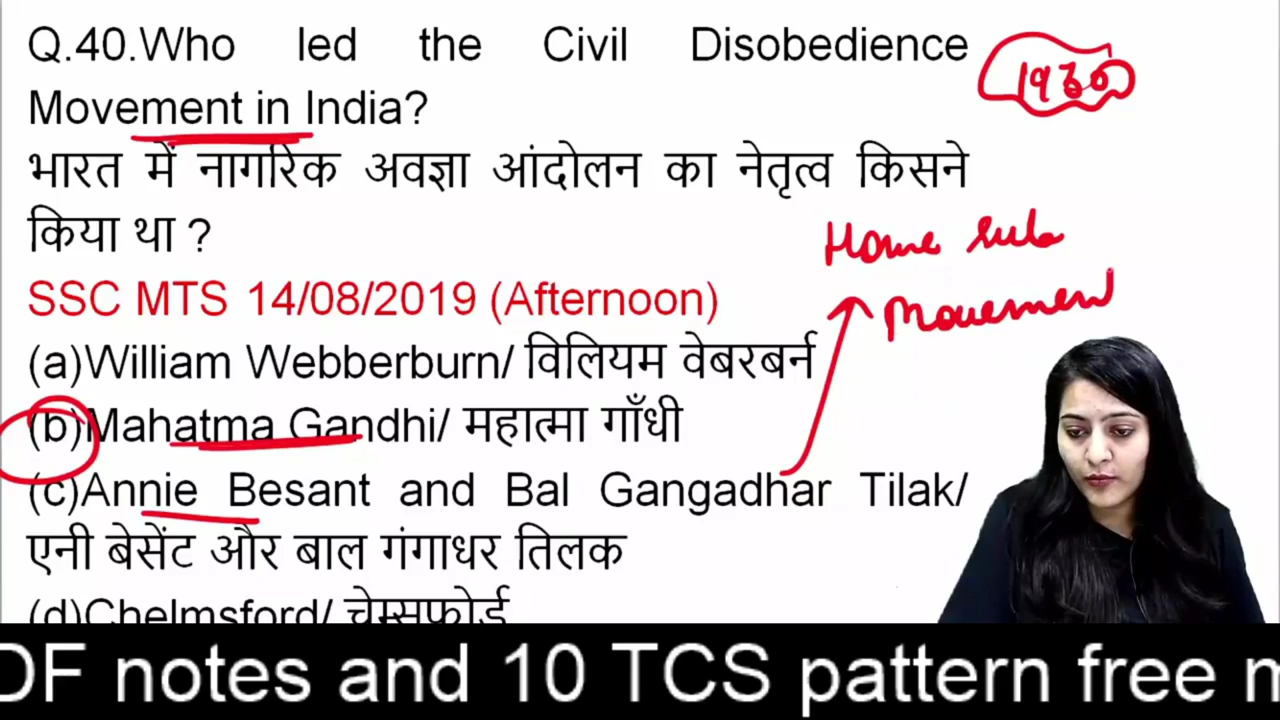 Q.40.Who led the Civil Disobedience
1930
Movement in India?
भारत में नागरिक अवज्ञा आंदोलन का नेतृत्व किसने
किया था ?
Home Rule
SSC MTS 14/08/2019 (Afternoon)
Movement
(a)William Webberburn/ विलियम वेबरबर्न
(b)Mahatma Gandhi/ महात्मा गाँधी
(c)Annie Besant and Bal Gangadhar Tilak/
एनी बेसेंट और बाल गंगाधर तिलक
(d)Chelmsford/ चेम्सफोर्ड
DF notes and 10 TCS pattern free m